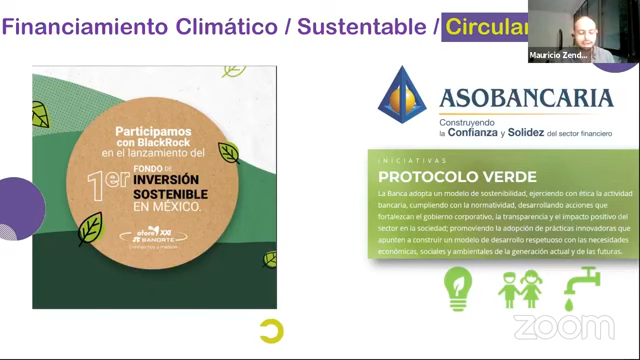 Financiamiento Climático / Sustentable / Circular
Mauricio Zend...
Participamos
con BlackRock
en el lanzamiento del
1er
FONDO DE
INVERSIÓN
SOSTENIBLE
EN MÉXICO.
afore XXI
BANORTE
ASOBANCARIA
Construyendo
la Confianza y Solidez del sector financiero
INICIATIVAS
PROTOCOLO VERDE
La Banca adopta un modelo de sostenibilidad, ejerciendo con ética la actividad
bancaria, cumpliendo con la normatividad, desarrollando acciones que
fortalezcan el gobierno corporativo, la transparencia y el impacto positivo del
sector en la sociedad; promoviendo la adopción de prácticas innovadoras que
apunten a construir un modelo de desarrollo respetuoso con las necesidades
económicas, sociales y ambientales de la generación actual y de las futuras.
zoom